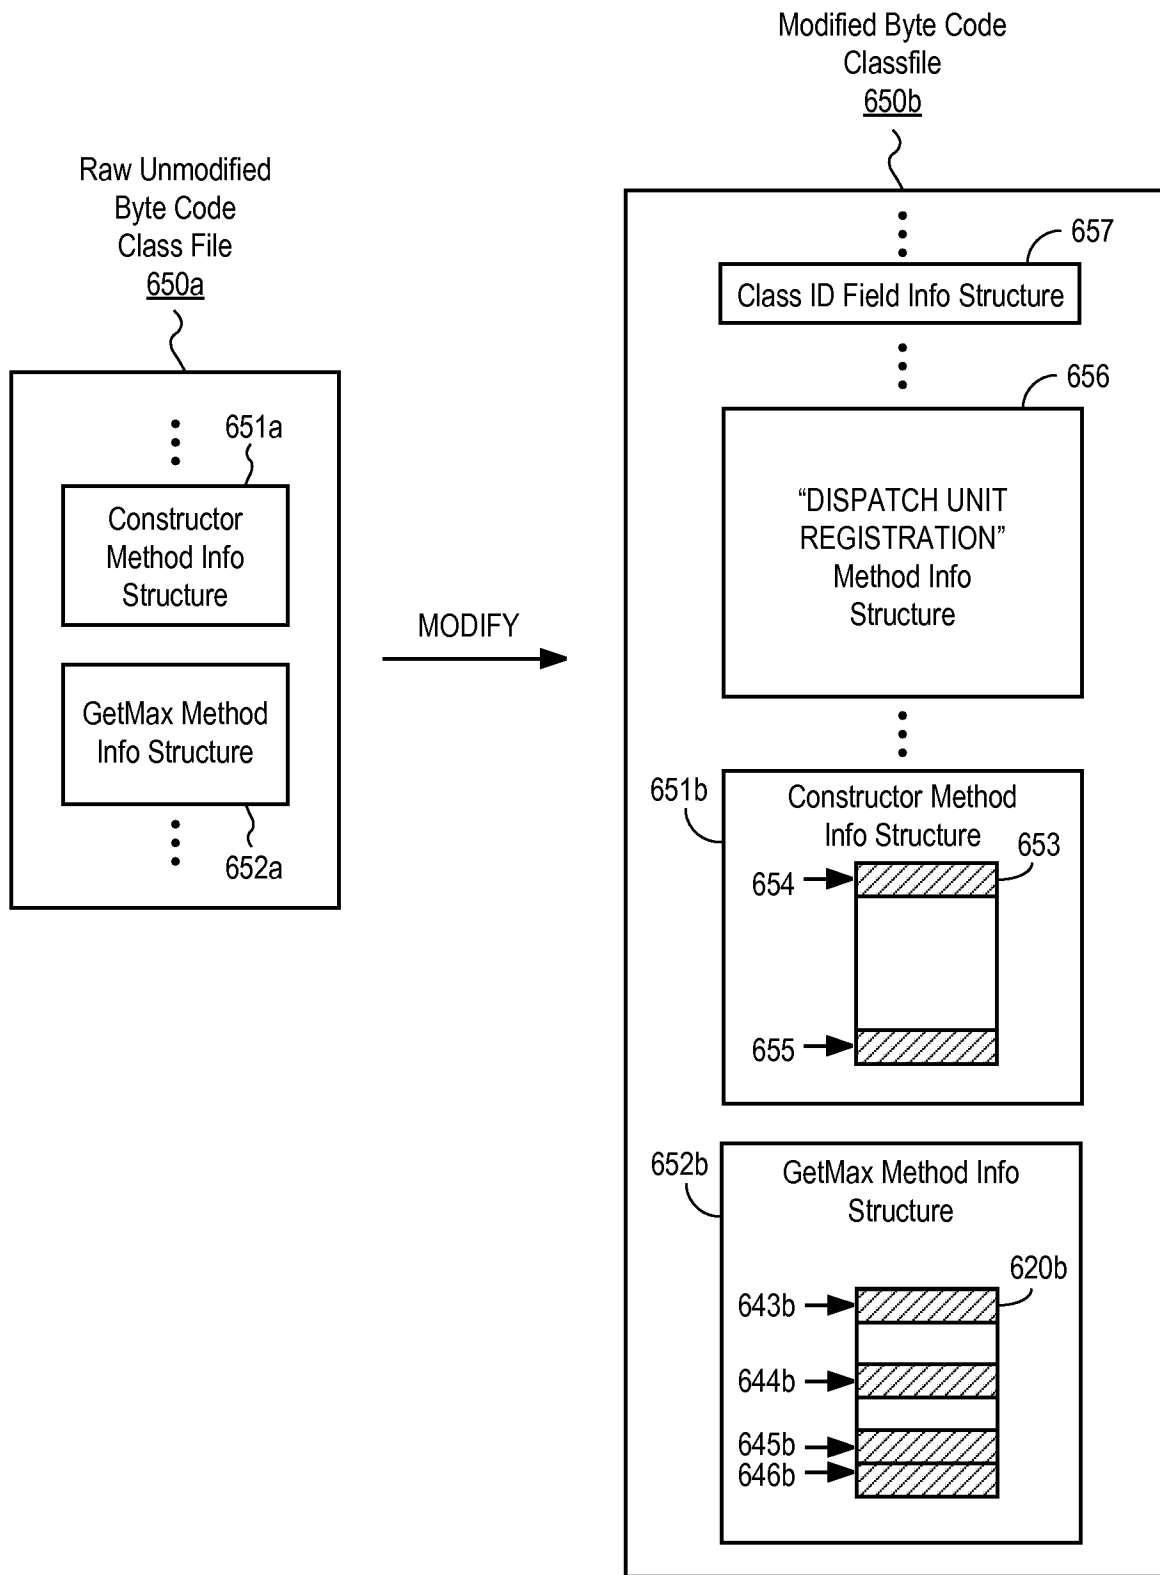 Raw Unmodified
Byte Code
Class File
650a
651a
Constructor
Method Info
Structure
GetMax Method
Info Structure
652a
MODIFY
Modified Byte Code
Classfile
650b
657
Class ID Field Info Structure
656
“DISPATCH UNIT
REGISTRATION”
Method Info
Structure
651b
Constructor Method
Info Structure
653
654
655
652b
GetMax Method Info
Structure
620b
643b
644b
645b
646b